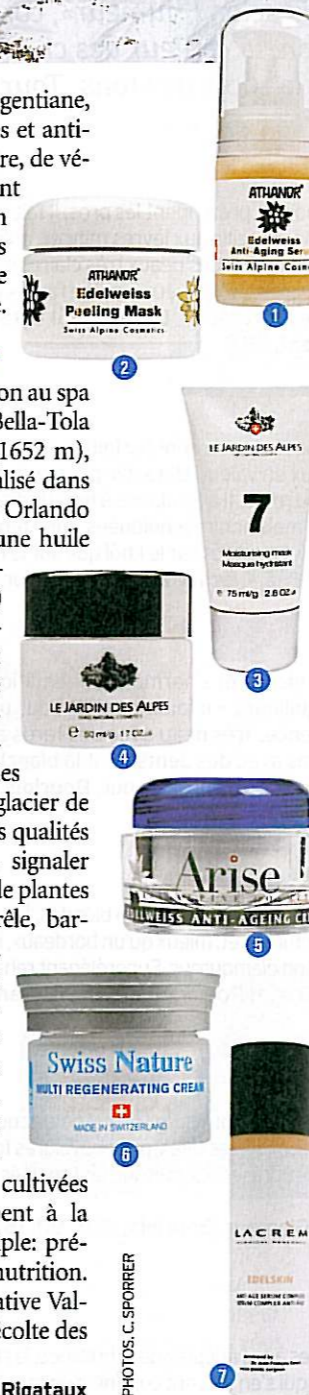 gentiane,
s et anti-
re, de vé-
nt
n
s
e
.
on au spa
Bella-Tola
1652 m),
alisé dans
Orlando
une huile
es
glacier de
s qualités
signaler
de plantes
rêle, bar-
cultivées
ent à la
ple: pré-
nutrition.
ative Val-
écolte des
Rigataux
ATHANOR
Edelweiss
Anti-Aging Ser
Swiss Alpine Cosm
1
ATHANOR
Edelweiss
Peeling Mask
Swiss Alpine Cosmetics
2
LE JARDIN DES ALPES
7
Moisturising mask
Masque hydratant
e 75 ml/g 2.6 OZ.
3
LE JARDIN DES ALPES
e 50 ml/g 1.7 OZ.
4
Arise
EDELWEISS ANTI-AGEING CRE
5
Swiss Nature
MULTI REGENERATING CREAM
MADE IN SWITZERLAND
6
LACREM
EDELSKIN
7
PHOTOS. C. SPORRER